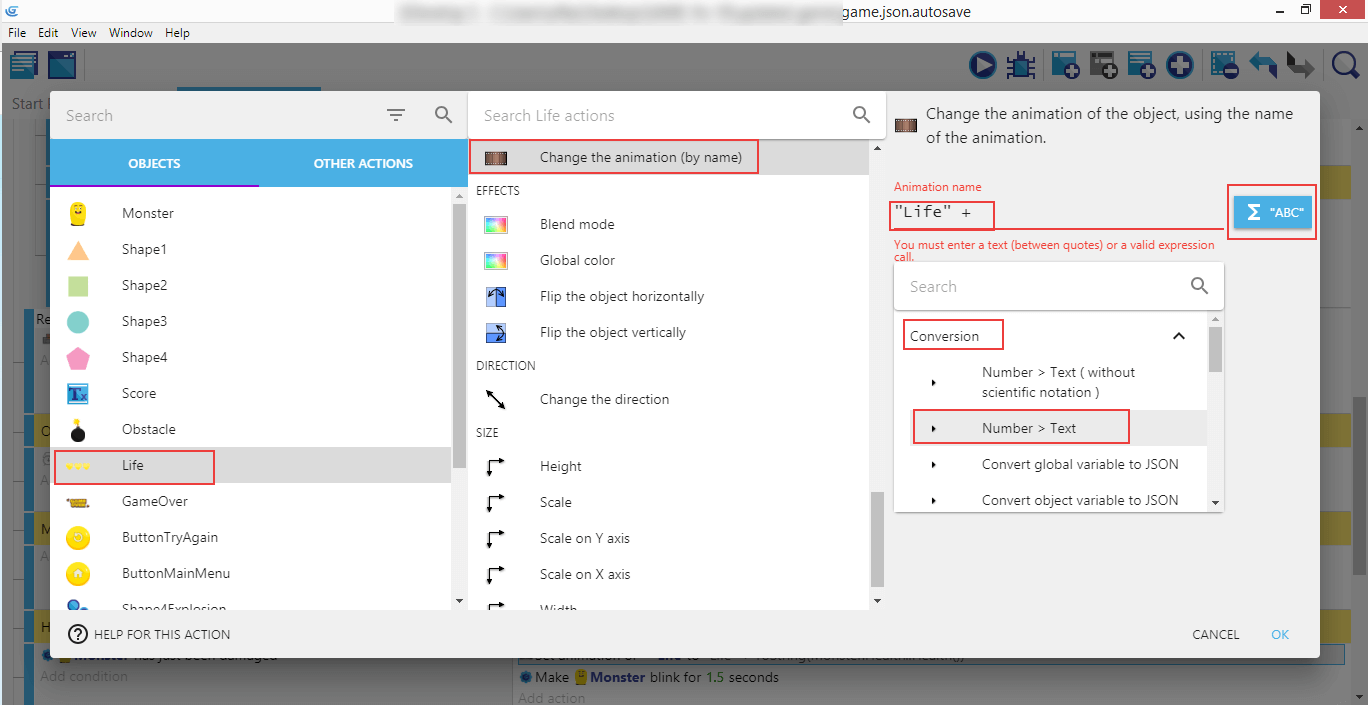 game.json.autosave
File Edit View Window Help
Start
Search
Search Life actions
Change the animation of the object, using the name
of the animation.
OBJECTS
OTHER ACTIONS
Monster
Shape1
Shape2
Shape3
Shape4
Score
Obstacle
Life
GameOver
ButtonTryAgain
ButtonMainMenu
Shape4Explosion
Change the animation (by name)
EFFECTS
Blend mode
Global color
Flip the object horizontally
Flip the object vertically
DIRECTION
Change the direction
SIZE
Height
Scale
Scale on Y axis
Scale on X axis
Width
Animation name
"Life" +
Σ "ABC"
You must enter a text (between quotes) or a valid expression
call.
Search
Conversion
Number > Text ( without
scientific notation )
Number > Text
Convert global variable to JSON
Convert object variable to JSON
HELP FOR THIS ACTION
CANCEL
OK
Monster has just been damaged
Add condition
Make Monster blink for 1.5 seconds
Add action